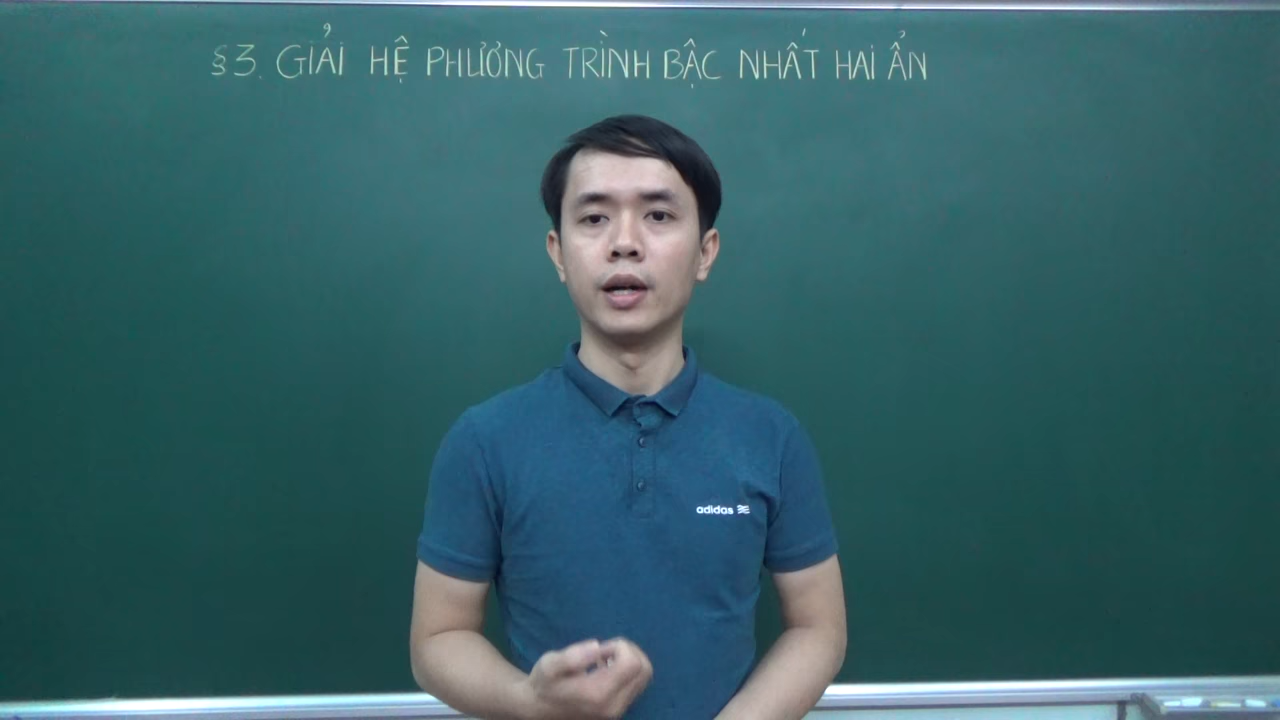 §3. GIẢI HỆ PHƯƠNG TRÌNH BẬC NHẤT HAI ẨN
adidas